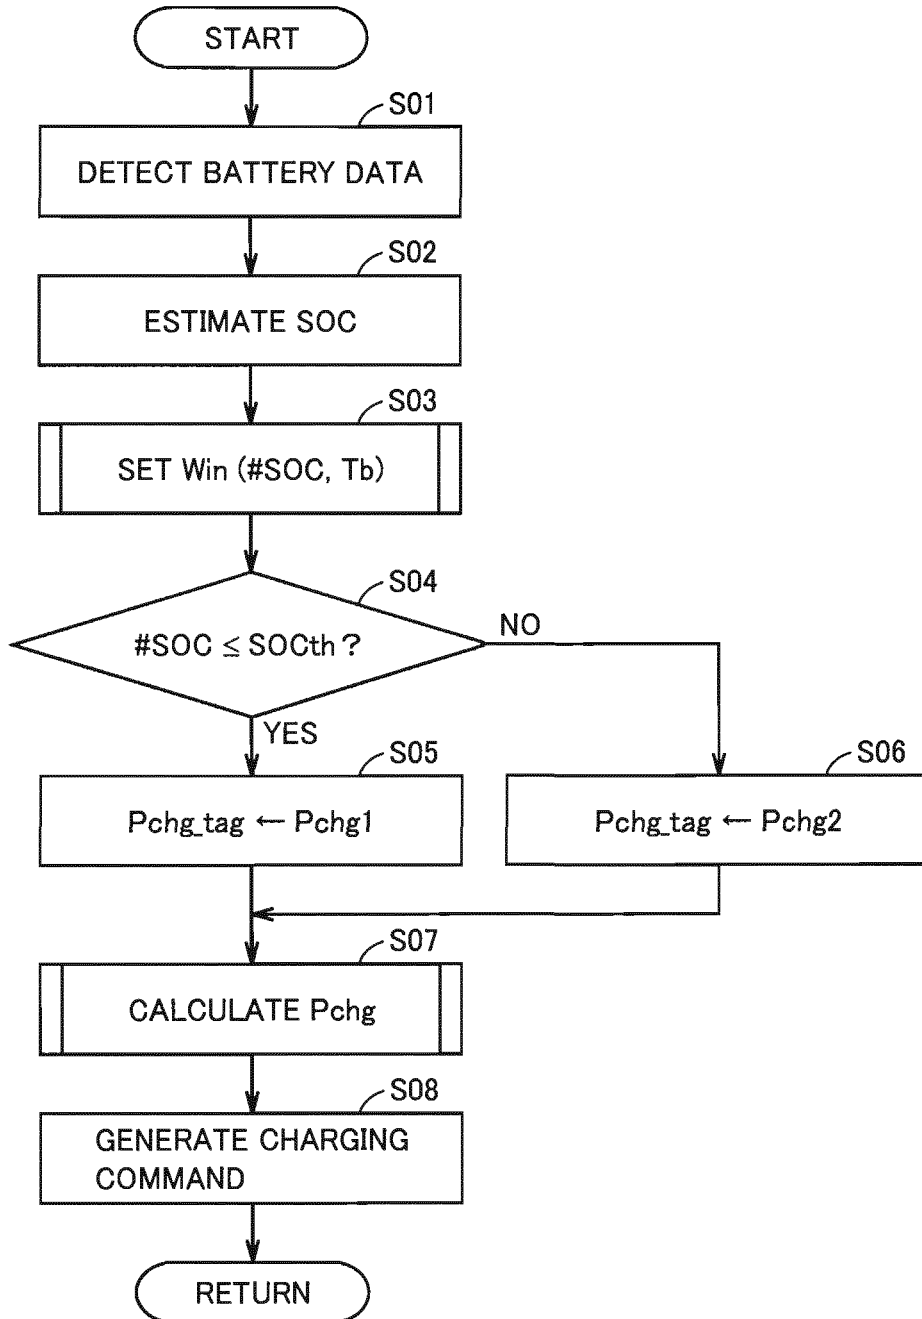 START
S01
DETECT BATTERY DATA
S02
ESTIMATE SOC
S03
SET Win (#SOC, Tb)
S04
#SOC ≤ SOCth ?
NO
YES
S05
Pchg_tag ← Pchg1
S06
Pchg_tag ← Pchg2
S07
CALCULATE Pchg
S08
GENERATE CHARGING
COMMAND
RETURN